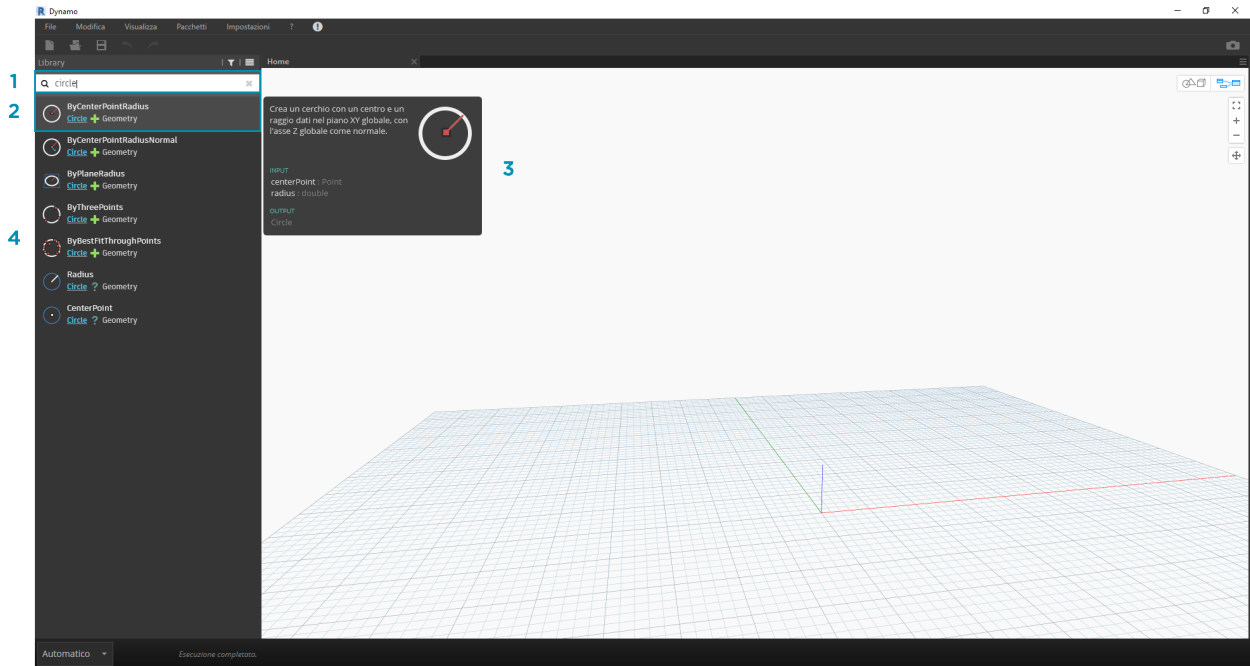 Dynamo
File Modifica Visualizza Pacchetti Impostazioni ?
Library
Home
1
circle
2
ByCenterPointRadius
Circle Geometry
ByCenterPointRadiusNormal
Circle Geometry
ByPlaneRadius
Circle Geometry
ByThreePoints
Circle Geometry
4
ByBestFitThroughPoints
Circle Geometry
Radius
Circle ? Geometry
CenterPoint
Circle ? Geometry
Crea un cerchio con un centro e un
raggio dati nel piano XY globale, con
l'asse Z globale come normale.
INPUT
centerPoint : Point
radius : double
OUTPUT
Circle
3
Automatico
Esecuzione completata.